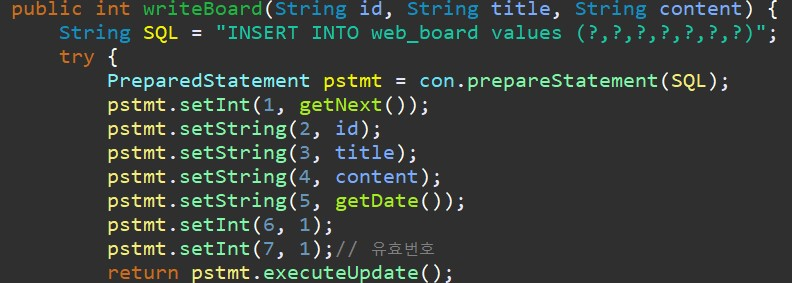 public int writeBoard(String id, String title, String content) {
String SQL = "INSERT INTO web_board values (?,?,?,?,?,?,?)";
try {
PreparedStatement pstmt = con.prepareStatement(SQL);
pstmt.setInt(1, getNext());
pstmt.setString(2, id);
pstmt.setString(3, title);
pstmt.setString(4, content);
pstmt.setString(5, getDate());
pstmt.setInt(6, 1);
pstmt.setInt(7, 1);// 유효번호
return pstmt.executeUpdate();